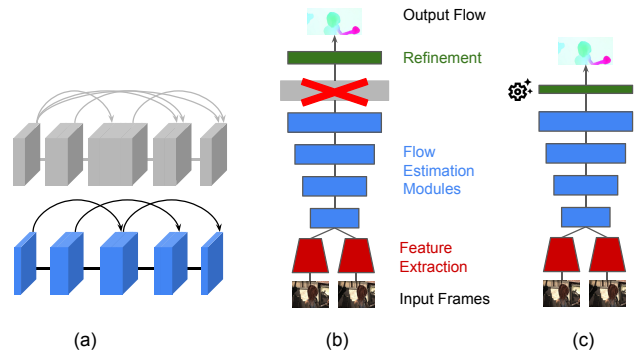 Output Flow
Refinement
Flow
Estimation
Modules
Feature
Extraction
Input Frames
(a)
(b)
(c)